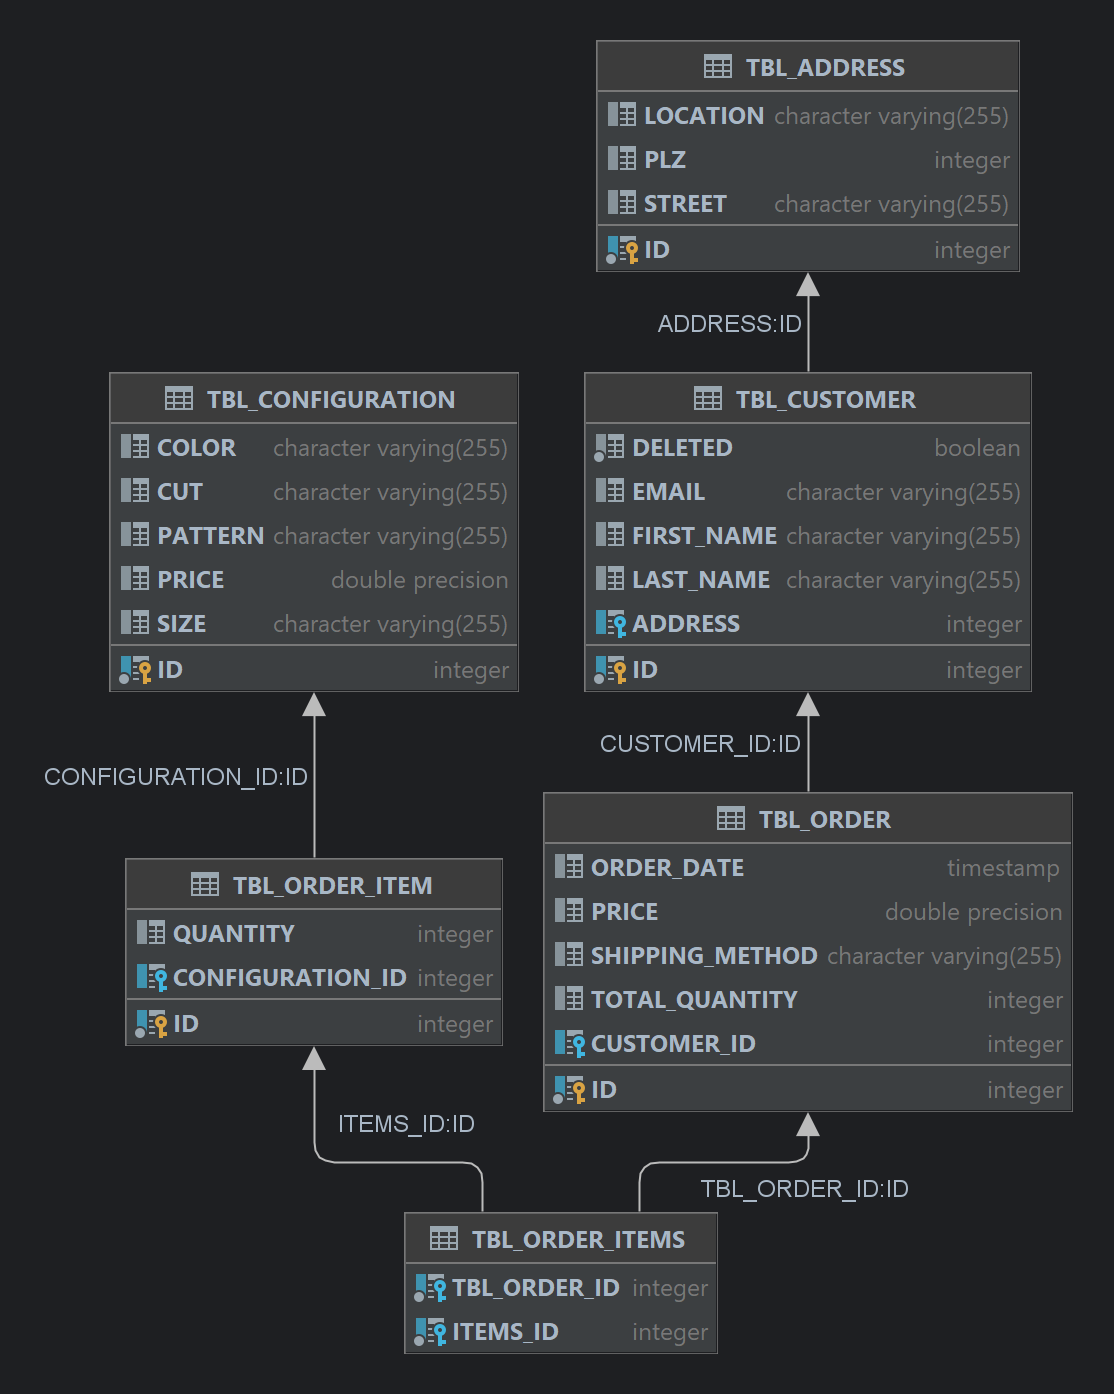 TBL_ADDRESS
LOCATION character varying(255)
PLZ integer
STREET character varying(255)
ID integer
ADDRESS:ID
TBL_CONFIGURATION
COLOR character varying(255)
CUT character varying(255)
PATTERN character varying(255)
PRICE double precision
SIZE character varying(255)
ID integer
TBL_CUSTOMER
DELETED boolean
EMAIL character varying(255)
FIRST_NAME character varying(255)
LAST_NAME character varying(255)
ADDRESS integer
ID integer
CONFIGURATION_ID:ID
CUSTOMER_ID:ID
TBL_ORDER_ITEM
QUANTITY integer
CONFIGURATION_ID integer
ID integer
TBL_ORDER
ORDER_DATE timestamp
PRICE double precision
SHIPPING_METHOD character varying(255)
TOTAL_QUANTITY integer
CUSTOMER_ID integer
ID integer
ITEMS_ID:ID
TBL_ORDER_ID:ID
TBL_ORDER_ITEMS
TBL_ORDER_ID integer
ITEMS_ID integer